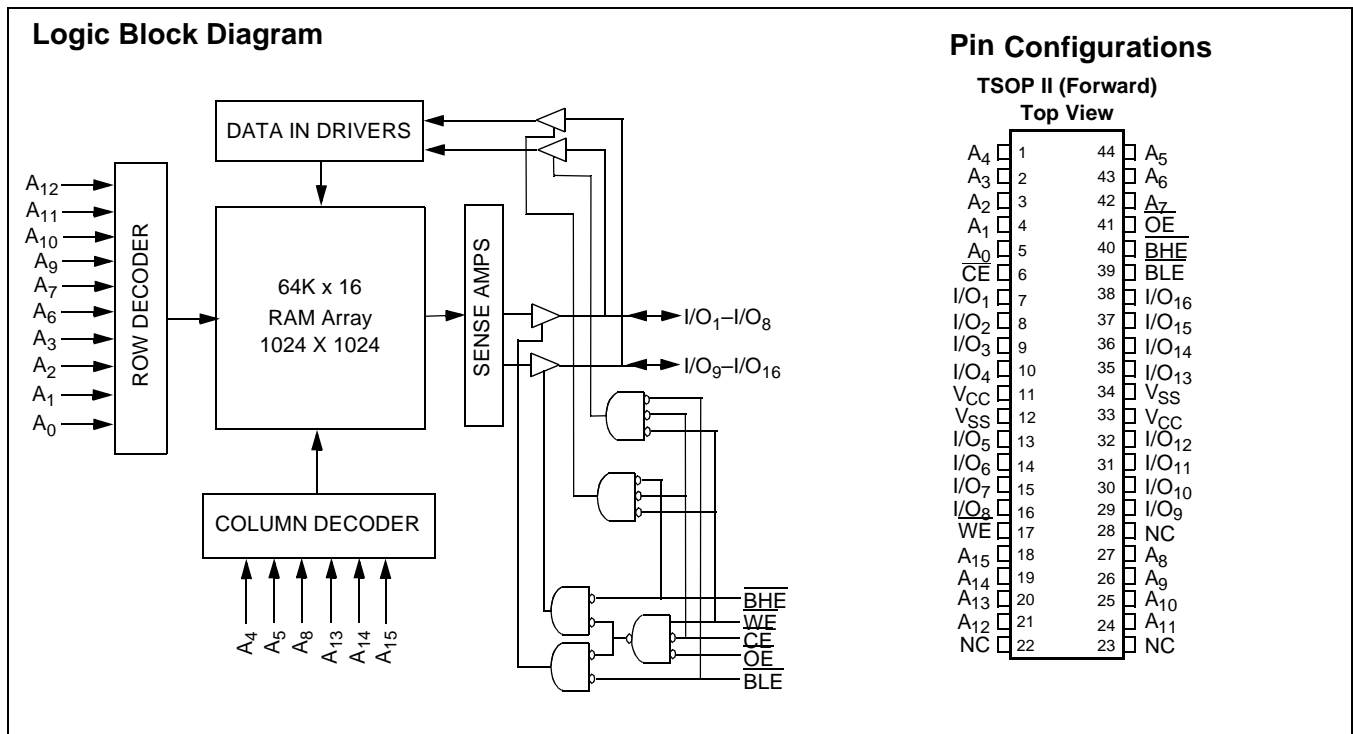 Logic Block Diagram
DATA IN DRIVERS
A12
A11
A10
A9
A7
A6
A3
A2
A1
A0
ROW DECODER
64K x 16
RAM Array
1024 X 1024
SENSE AMPS
I/O1–I/O8
I/O9–I/O16
COLUMN DECODER
A4
A5
A8
A13
A14
A15
BHE
WE
CE
OE
BLE
Pin Configurations
TSOP II (Forward)
Top View
A4 1 44 A5
A3 2 43 A6
A2 3 42 A7
A1 4 41 OE
A0 5 40 BHE
CE 6 39 BLE
I/O1 7 38 I/O16
I/O2 8 37 I/O15
I/O3 9 36 I/O14
I/O4 10 35 I/O13
VCC 11 34 VSS
VSS 12 33 VCC
I/O5 13 32 I/O12
I/O6 14 31 I/O11
I/O7 15 30 I/O10
I/O8 16 29 I/O9
WE 17 28 NC
A15 18 27 A8
A14 19 26 A9
A13 20 25 A10
A12 21 24 A11
NC 22 23 NC